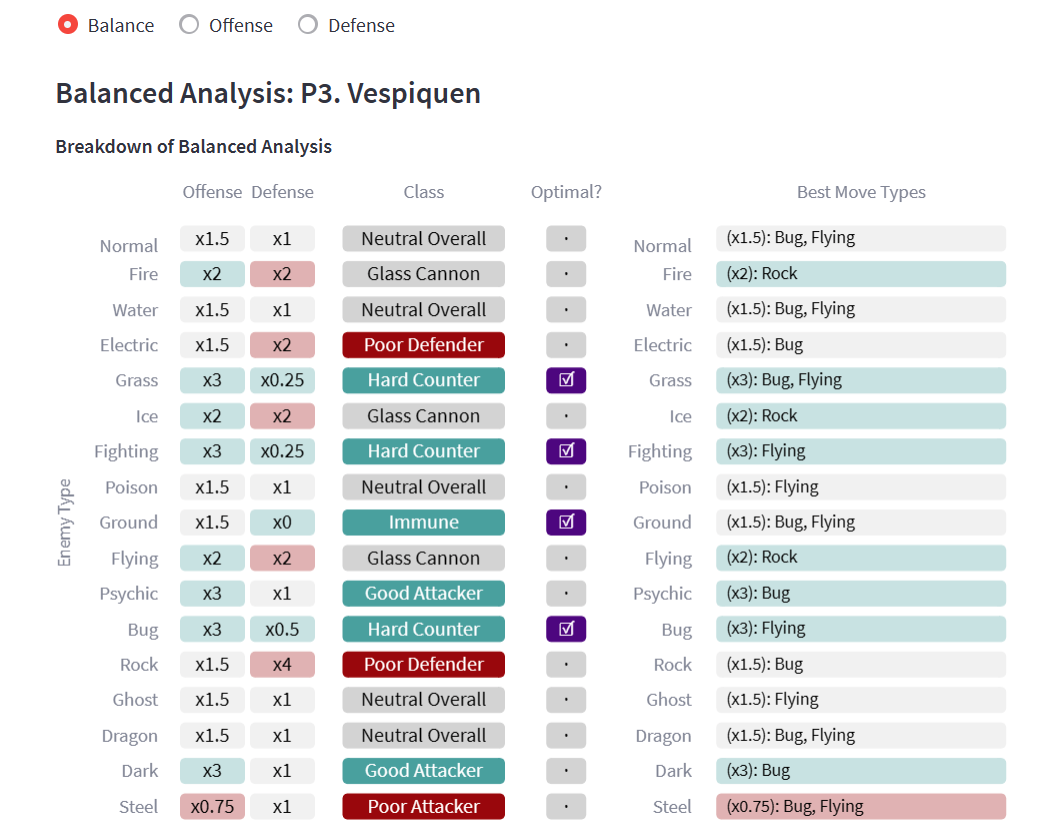 Balance Offense Defense
Balanced Analysis: P3. Vespiquen
Breakdown of Balanced Analysis
Offense Defense Class Optimal? Best Move Types
Enemy Type
Normal x1.5 x1 Neutral Overall · Normal (x1.5): Bug, Flying
Fire x2 x2 Glass Cannon · Fire (x2): Rock
Water x1.5 x1 Neutral Overall · Water (x1.5): Bug, Flying
Electric x1.5 x2 Poor Defender · Electric (x1.5): Bug
Grass x3 x0.25 Hard Counter ☑ Grass (x3): Bug, Flying
Ice x2 x2 Glass Cannon · Ice (x2): Rock
Fighting x3 x0.25 Hard Counter ☑ Fighting (x3): Flying
Poison x1.5 x1 Neutral Overall · Poison (x1.5): Flying
Ground x1.5 x0 Immune ☑ Ground (x1.5): Bug, Flying
Flying x2 x2 Glass Cannon · Flying (x2): Rock
Psychic x3 x1 Good Attacker · Psychic (x3): Bug
Bug x3 x0.5 Hard Counter ☑ Bug (x3): Flying
Rock x1.5 x4 Poor Defender · Rock (x1.5): Bug
Ghost x1.5 x1 Neutral Overall · Ghost (x1.5): Flying
Dragon x1.5 x1 Neutral Overall · Dragon (x1.5): Bug, Flying
Dark x3 x1 Good Attacker · Dark (x3): Bug
Steel x0.75 x1 Poor Attacker · Steel (x0.75): Bug, Flying